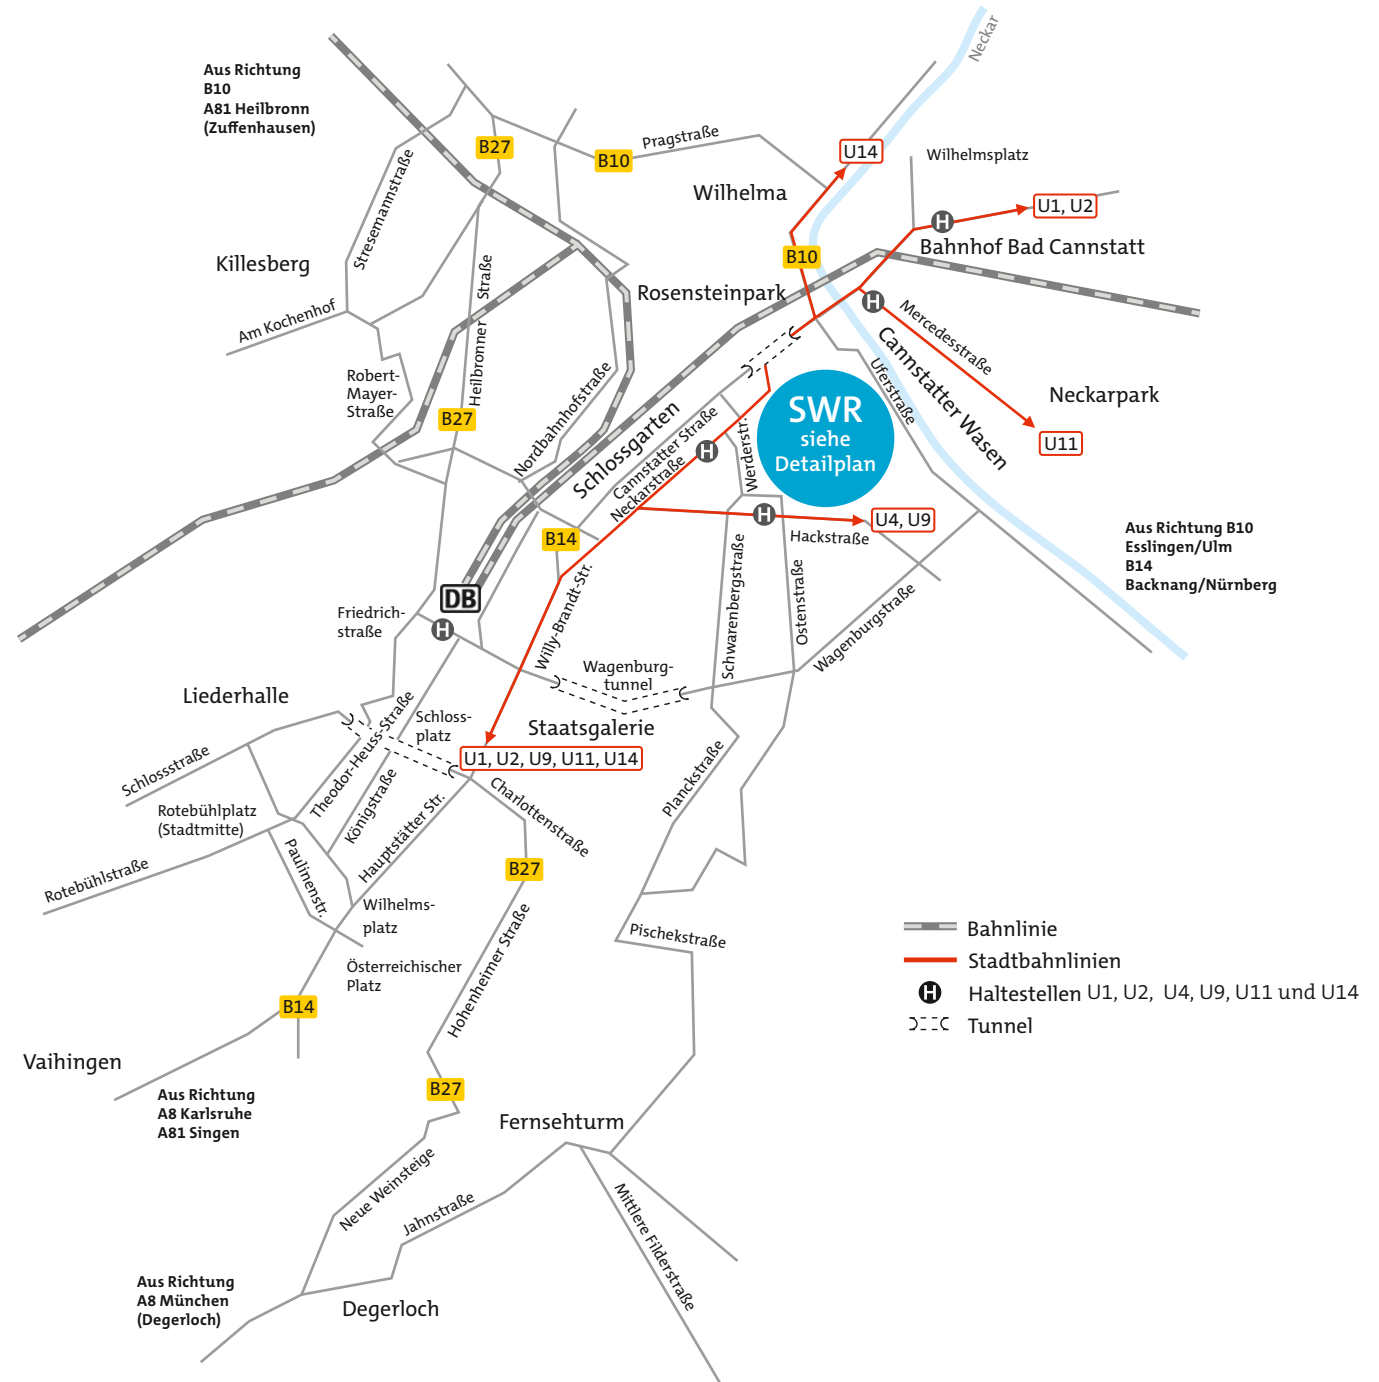 Neckar
Aus Richtung
B10
A81 Heilbronn
(Zuffenhausen)
B27
B10
Pragstraße
U14
Wilhelmsplatz
Stresemannstraße
Wilhelma
U1, U2
H
B10
Bahnhof Bad Cannstatt
Killesberg
Heilbronner Straße
Rosensteinpark
H
Mercedesstraße
Am Kochenhof
Cannstatter Wasen
Robert-
Mayer-
Straße
Uferstraße
Neckarpark
B27
Nordbahnhofstraße
Schlossgarten
Cannstatter Straße
Neckarstraße
H
Werderstr.
SWR
siehe
Detailplan
U11
H
U4, U9
Hackstraße
B14
Aus Richtung B10
Esslingen/Ulm
B14
Backnang/Nürnberg
DB
Friedrich-
straße
H
Willy-Brandt-Str.
Schwarenbergstraße
Ostenstraße
Wagenburgstraße
Wagenburg-
tunnel
Liederhalle
Theodor-Heuss-Straße
Schloss-
platz
Staatsgalerie
U1, U2, U9, U11, U14
Schlossstraße
Königstraße
Hauptstätter Str.
Charlottenstraße
Planckstraße
Rotebühlplatz
(Stadtmitte)
Rotebühlstraße
Paulinenstr.
B27
Wilhelms-
platz
Hohenheimer Straße
Pischekstraße
Österreichischer
Platz
B14
Vaihingen
Aus Richtung
A8 Karlsruhe
A81 Singen
B27
Fernsehturm
Neue Weinsteige
Jahnstraße
Mittlere Filderstraße
Aus Richtung
A8 München
(Degerloch)
Degerloch
Bahnlinie
Stadtbahnlinien
H Haltestellen U1, U2, U4, U9, U11 und U14
Tunnel